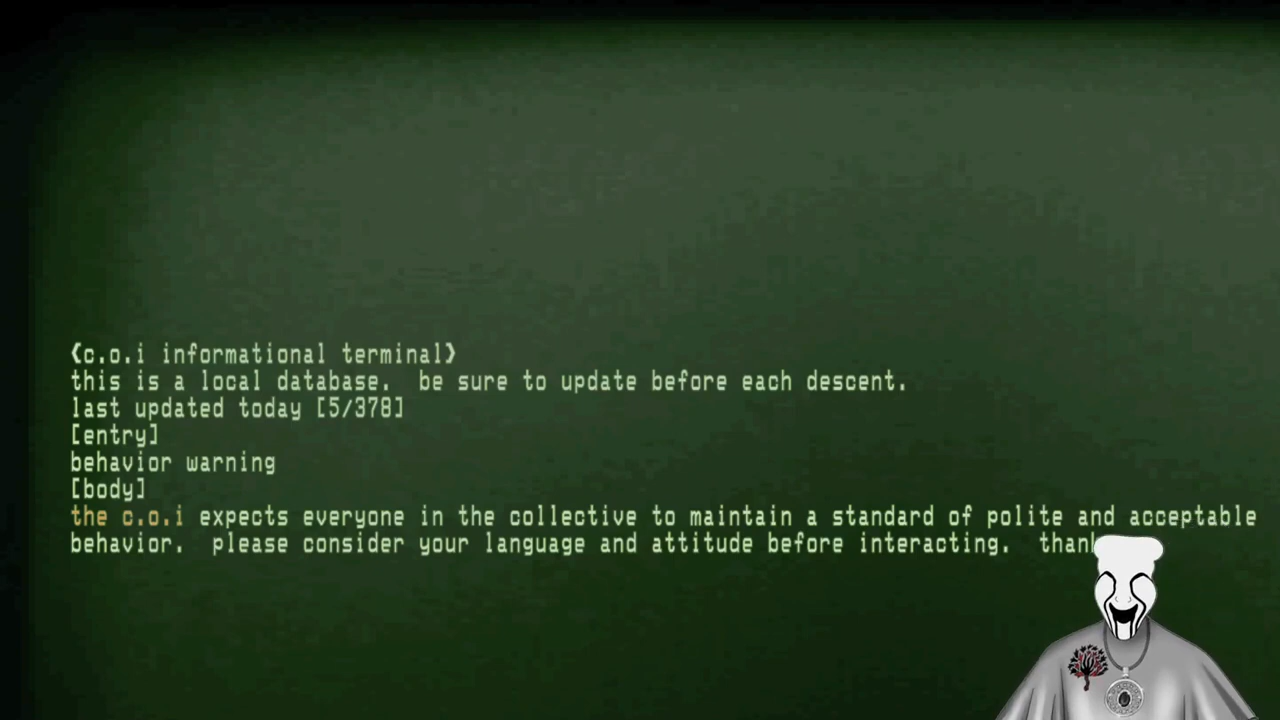 <c.o.i informational terminal>
this is a local database.  be sure to update before each descent.
last updated today [5/378]
[entry]
behavior warning
[body]
the c.o.i expects everyone in the collective to maintain a standard of polite and acceptable
behavior.  please consider your language and attitude before interacting.